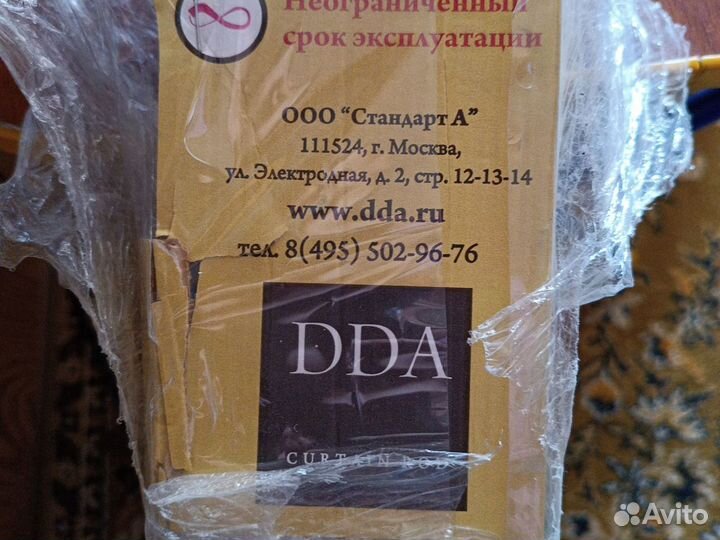 Неограниченный
срок эксплуатации
ООО "Стандарт А"
111524, г. Москва,
ул. Электродная, д. 2, стр. 12-13-14
www.dda.ru
тел. 8(495) 502-96-76
DDA
CURTAIN
Avito